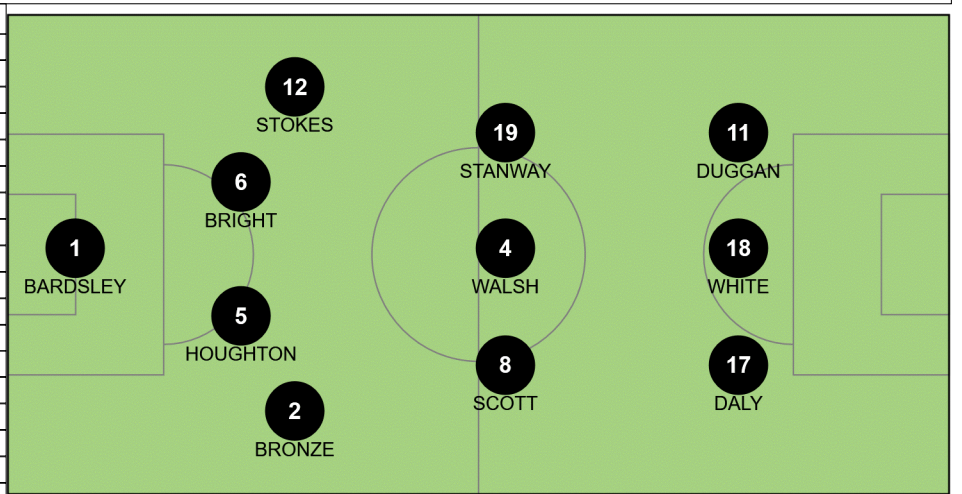 12
STOKES
19
STANWAY
11
DUGGAN
6
BRIGHT
1
BARDSLEY
4
WALSH
18
WHITE
5
HOUGHTON
8
SCOTT
17
DALY
2
BRONZE